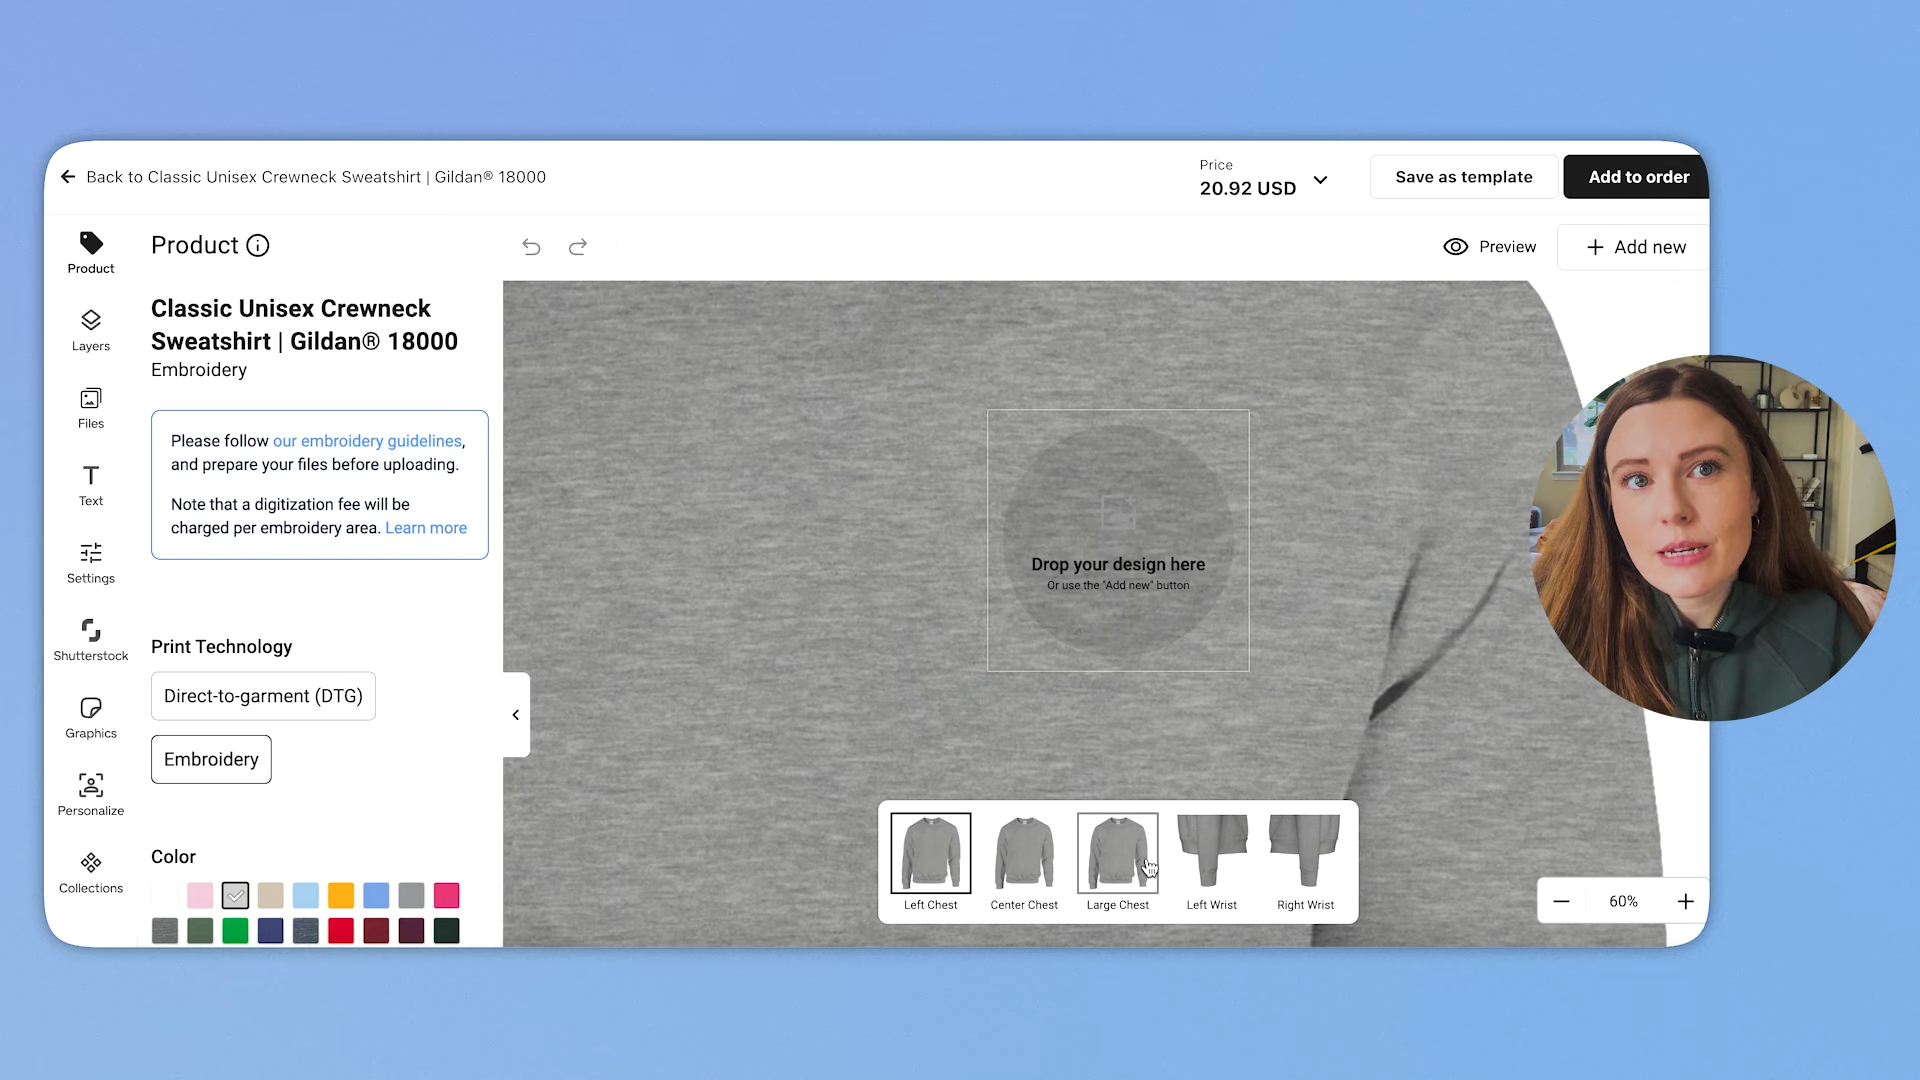 Back to Classic Unisex Crewneck Sweatshirt | Gildan® 18000
Price
20.92 USD
Save as template
Add to order
Product
Layers
Files
Text
Settings
Shutterstock
Graphics
Personalize
Collections
Product
Classic Unisex Crewneck
Sweatshirt | Gildan® 18000
Embroidery
Please follow our embroidery guidelines,
and prepare your files before uploading.
Note that a digitization fee will be
charged per embroidery area. Learn more
Print Technology
Direct-to-garment (DTG)
Embroidery
Color
Preview
Add new
Drop your design here
Or use the "Add new" button
Left Chest
Center Chest
Large Chest
Left Wrist
Right Wrist
60%